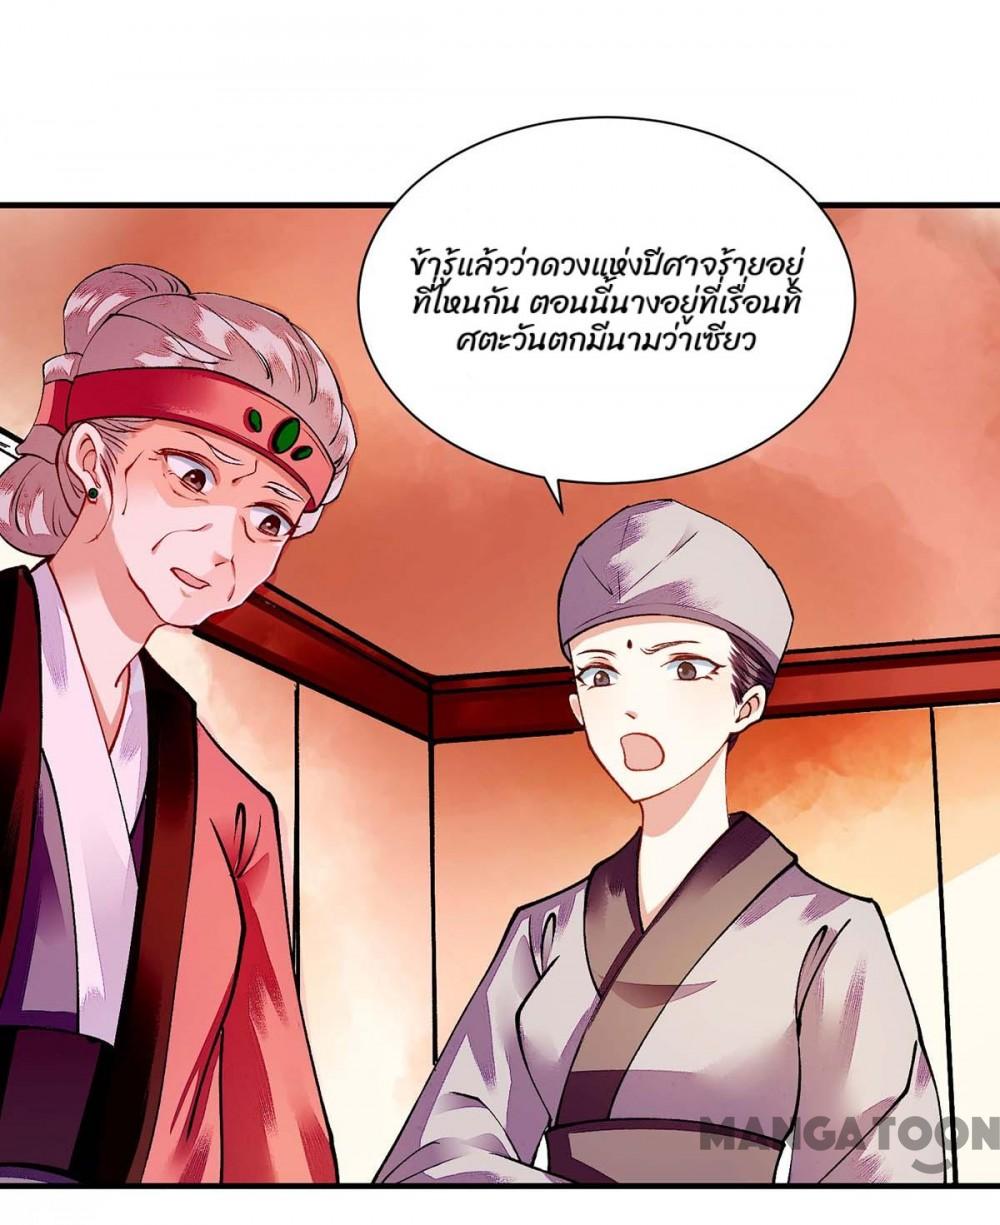 ข้ารู้แล้วว่าดวงแห่งปีศาจร้ายอยู่
ที่ไหนกัน ตอนนี้นางอยู่ที่เรื่อนทิ
ศตะวันตกมีนามว่าเซียว
MANGATOON